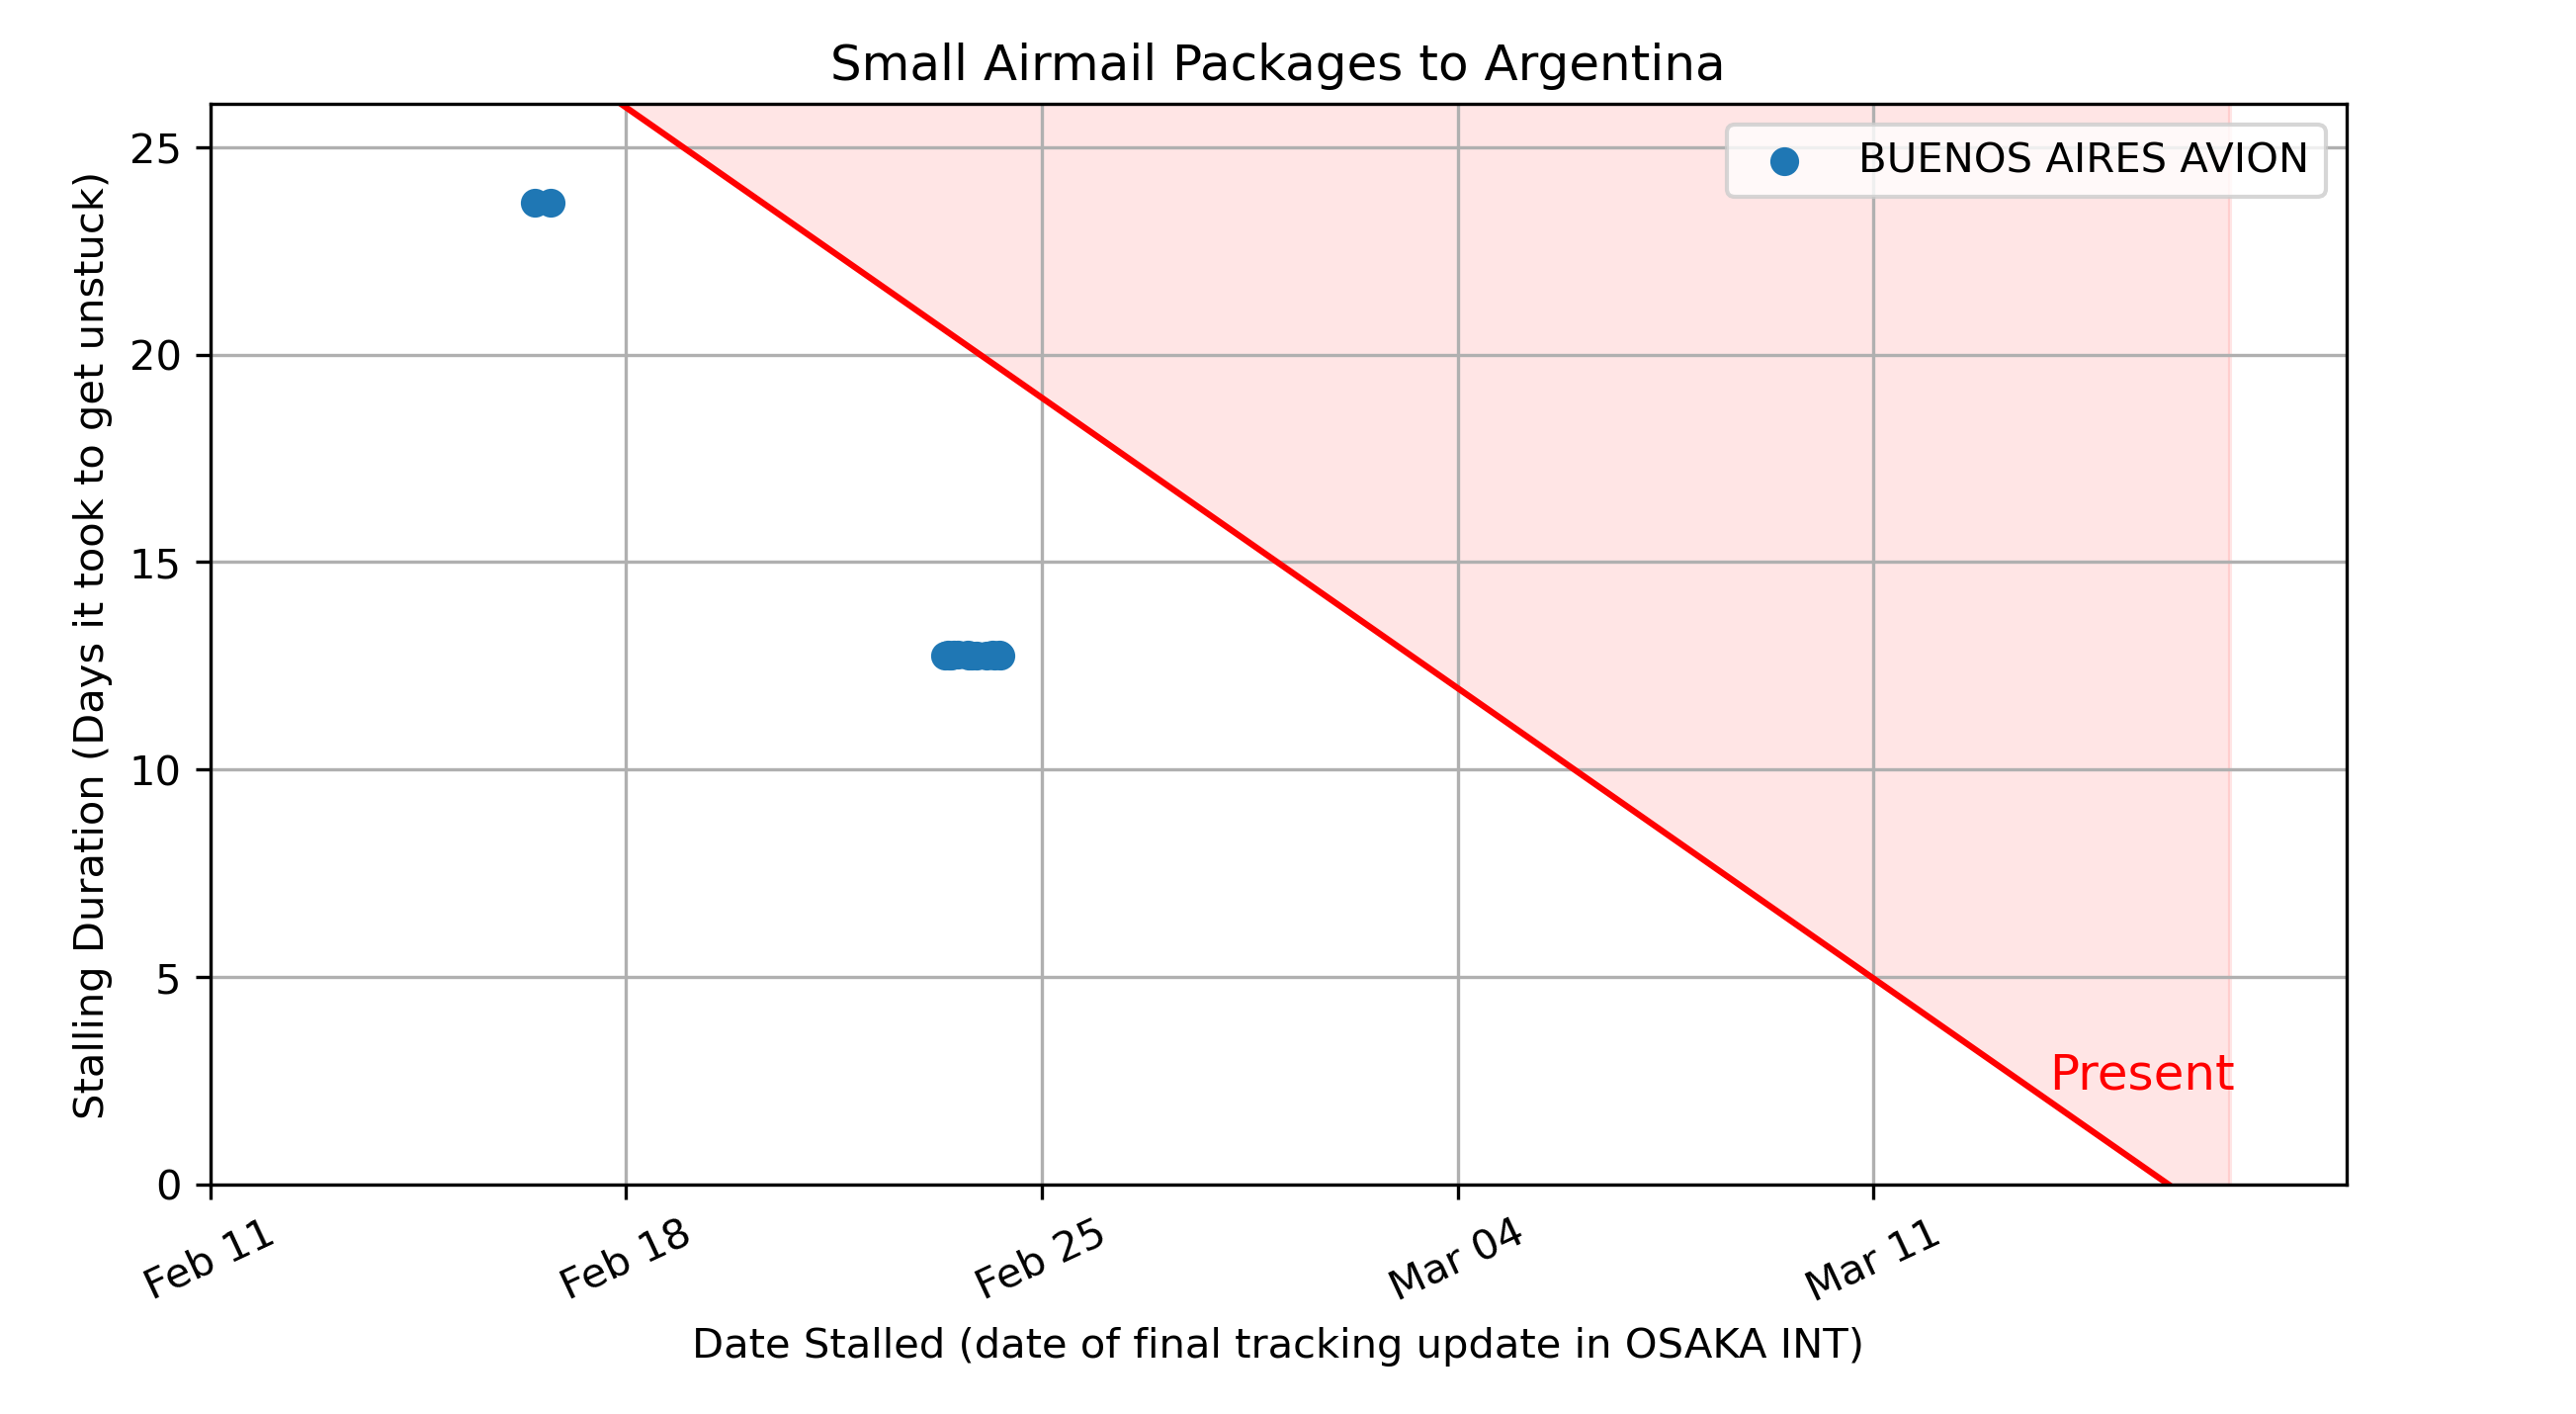 Small Airmail Packages to Argentina
BUENOS AIRES AVION
Stalling Duration (Days it took to get unstuck)
25
20
15
10
5
0
Present
Feb 11
Feb 18
Feb 25
Mar 04
Mar 11
Date Stalled (date of final tracking update in OSAKA INT)